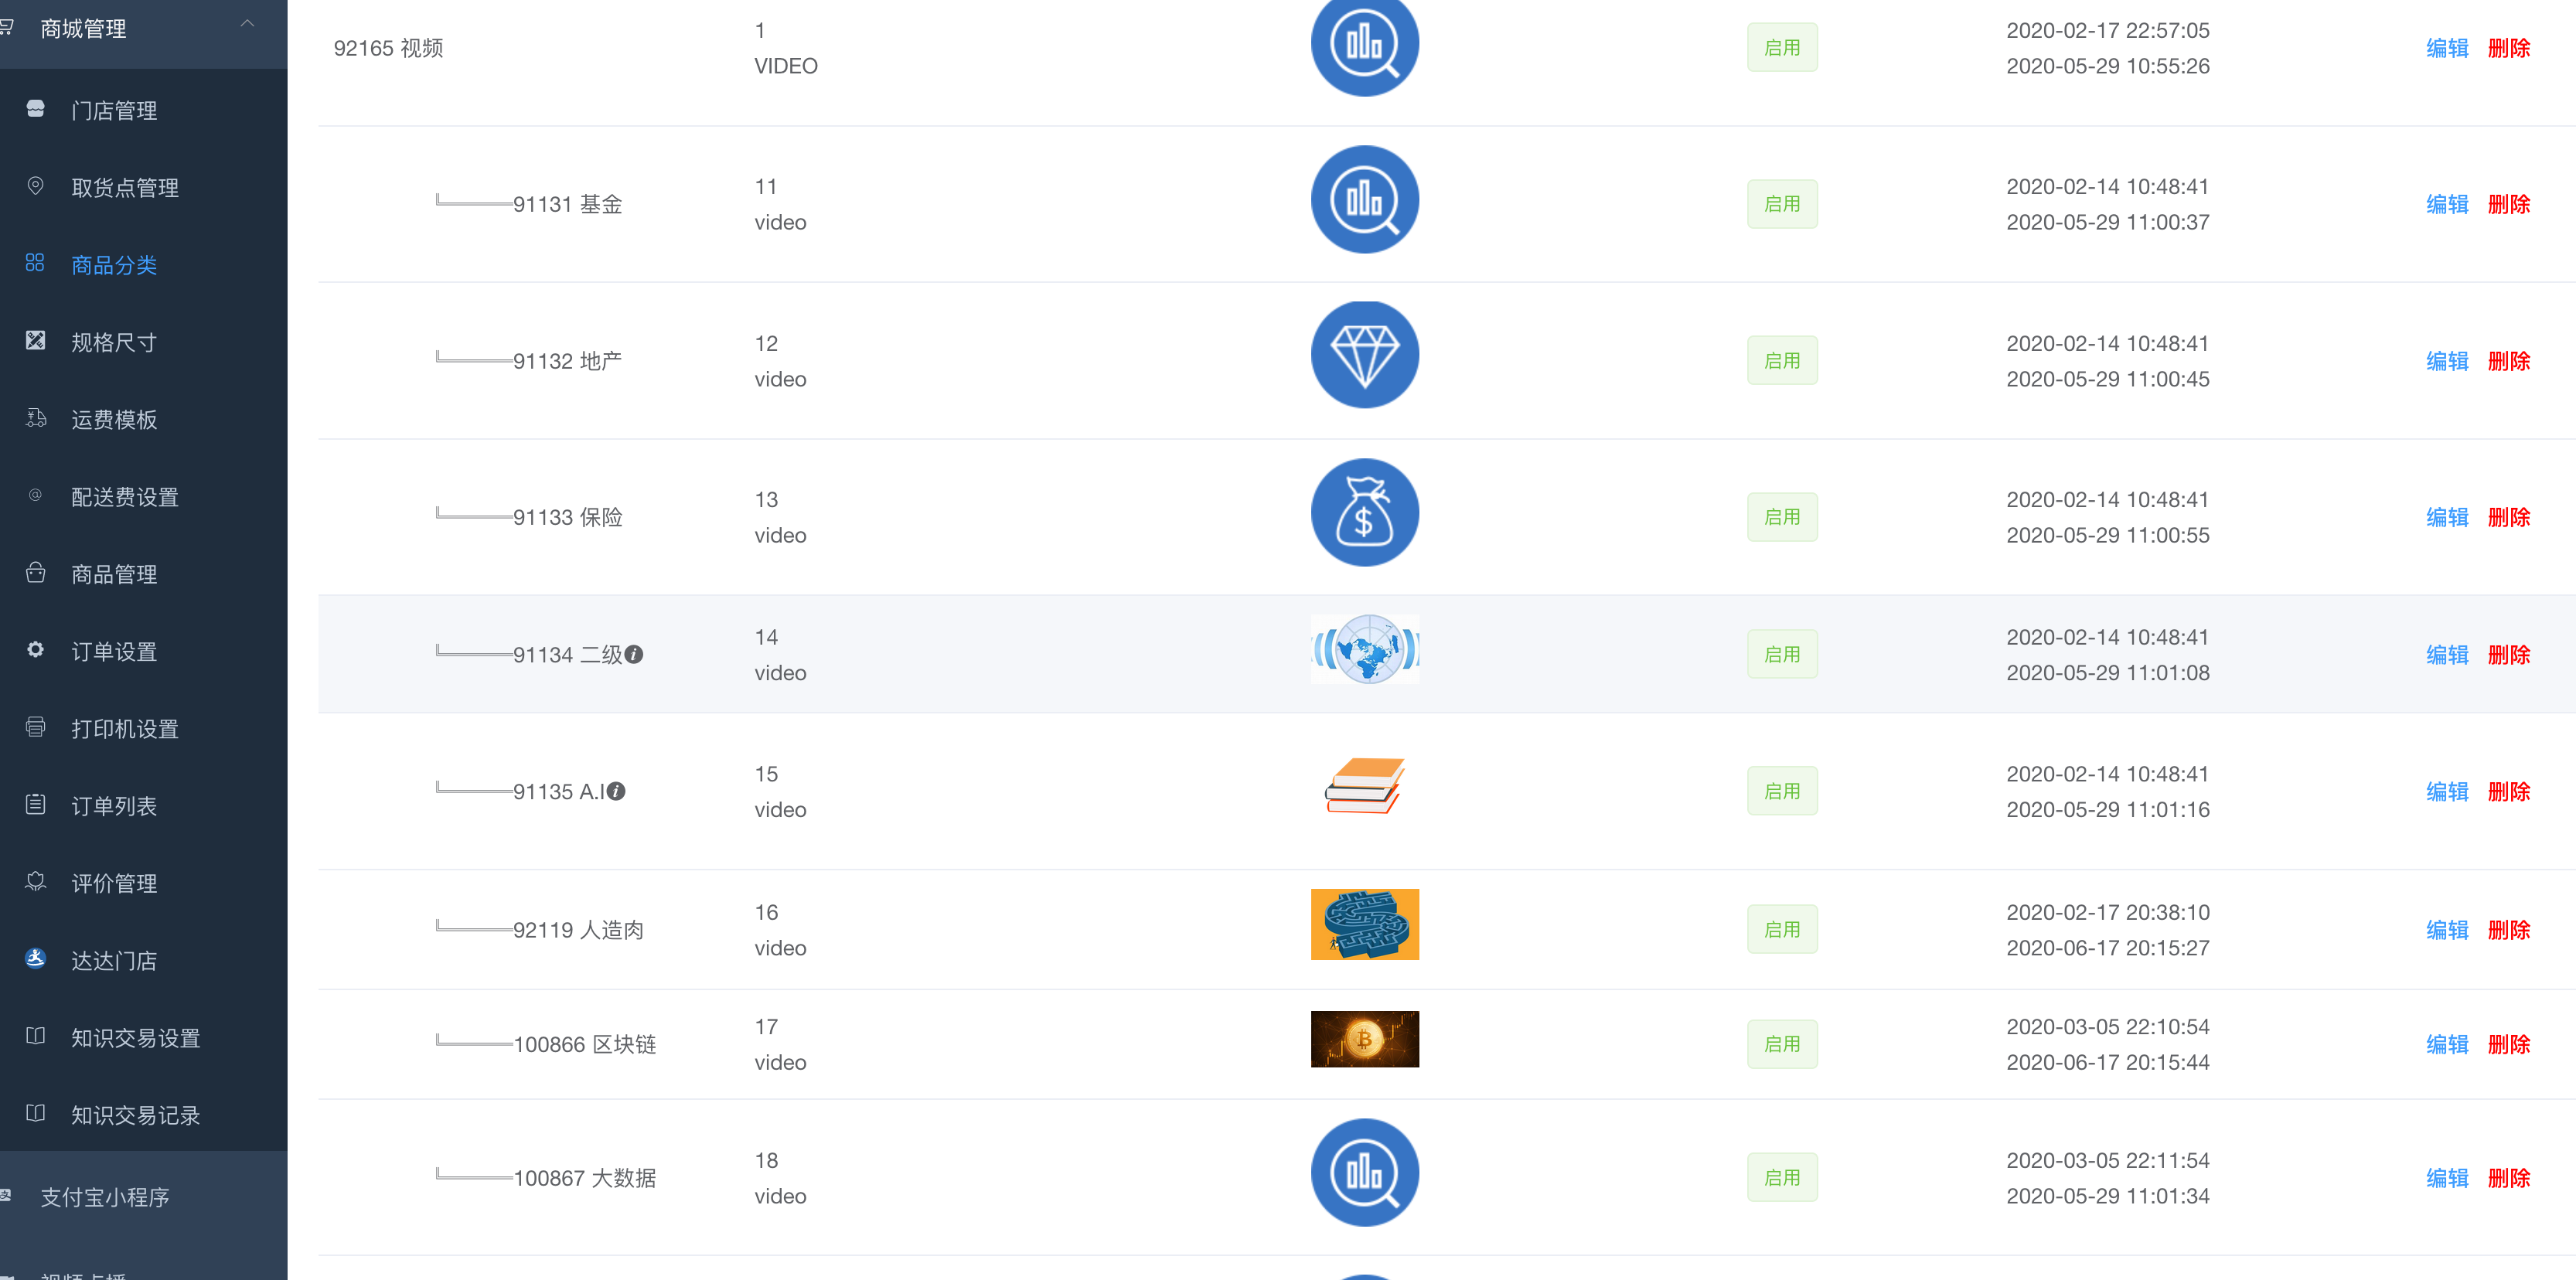 商城管理
门店管理
取货点管理
商品分类
规格尺寸
运费模板
配送费设置
商品管理
订单设置
打印机设置
订单列表
评价管理
达达门店
知识交易设置
知识交易记录
支付宝小程序
视频点播
92165 视频
1
VIDEO
启用
2020-02-17 22:57:05
2020-05-29 10:55:26
编辑 删除
91131 基金
11
video
启用
2020-02-14 10:48:41
2020-05-29 11:00:37
编辑 删除
91132 地产
12
video
启用
2020-02-14 10:48:41
2020-05-29 11:00:45
编辑 删除
91133 保险
13
video
启用
2020-02-14 10:48:41
2020-05-29 11:00:55
编辑 删除
91134 二级
14
video
启用
2020-02-14 10:48:41
2020-05-29 11:01:08
编辑 删除
91135 A.I
15
video
启用
2020-02-14 10:48:41
2020-05-29 11:01:16
编辑 删除
92119 人造肉
16
video
启用
2020-02-17 20:38:10
2020-06-17 20:15:27
编辑 删除
100866 区块链
17
video
启用
2020-03-05 22:10:54
2020-06-17 20:15:44
编辑 删除
100867 大数据
18
video
启用
2020-03-05 22:11:54
2020-05-29 11:01:34
编辑 删除